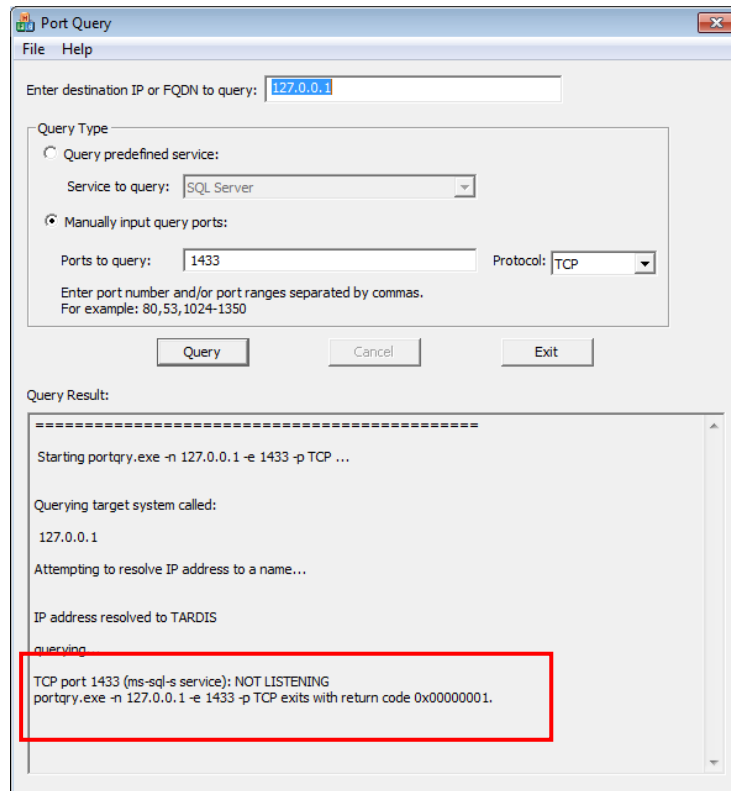 Port Query
File Help
Enter destination IP or FQDN to query: 127.0.0.1
Query Type
Query predefined service:
Service to query: SQL Server
Manually input query ports:
Ports to query: 1433 Protocol: TCP
Enter port number and/or port ranges separated by commas.
For example: 80,53,1024-1350
Query Cancel Exit
Query Result:
=============================================
Starting portqry.exe -n 127.0.0.1 -e 1433 -p TCP ...
Querying target system called:
127.0.0.1
Attempting to resolve IP address to a name...
IP address resolved to TARDIS
querying...
TCP port 1433 (ms-sql-s service): NOT LISTENING
portqry.exe -n 127.0.0.1 -e 1433 -p TCP exits with return code 0x00000001.